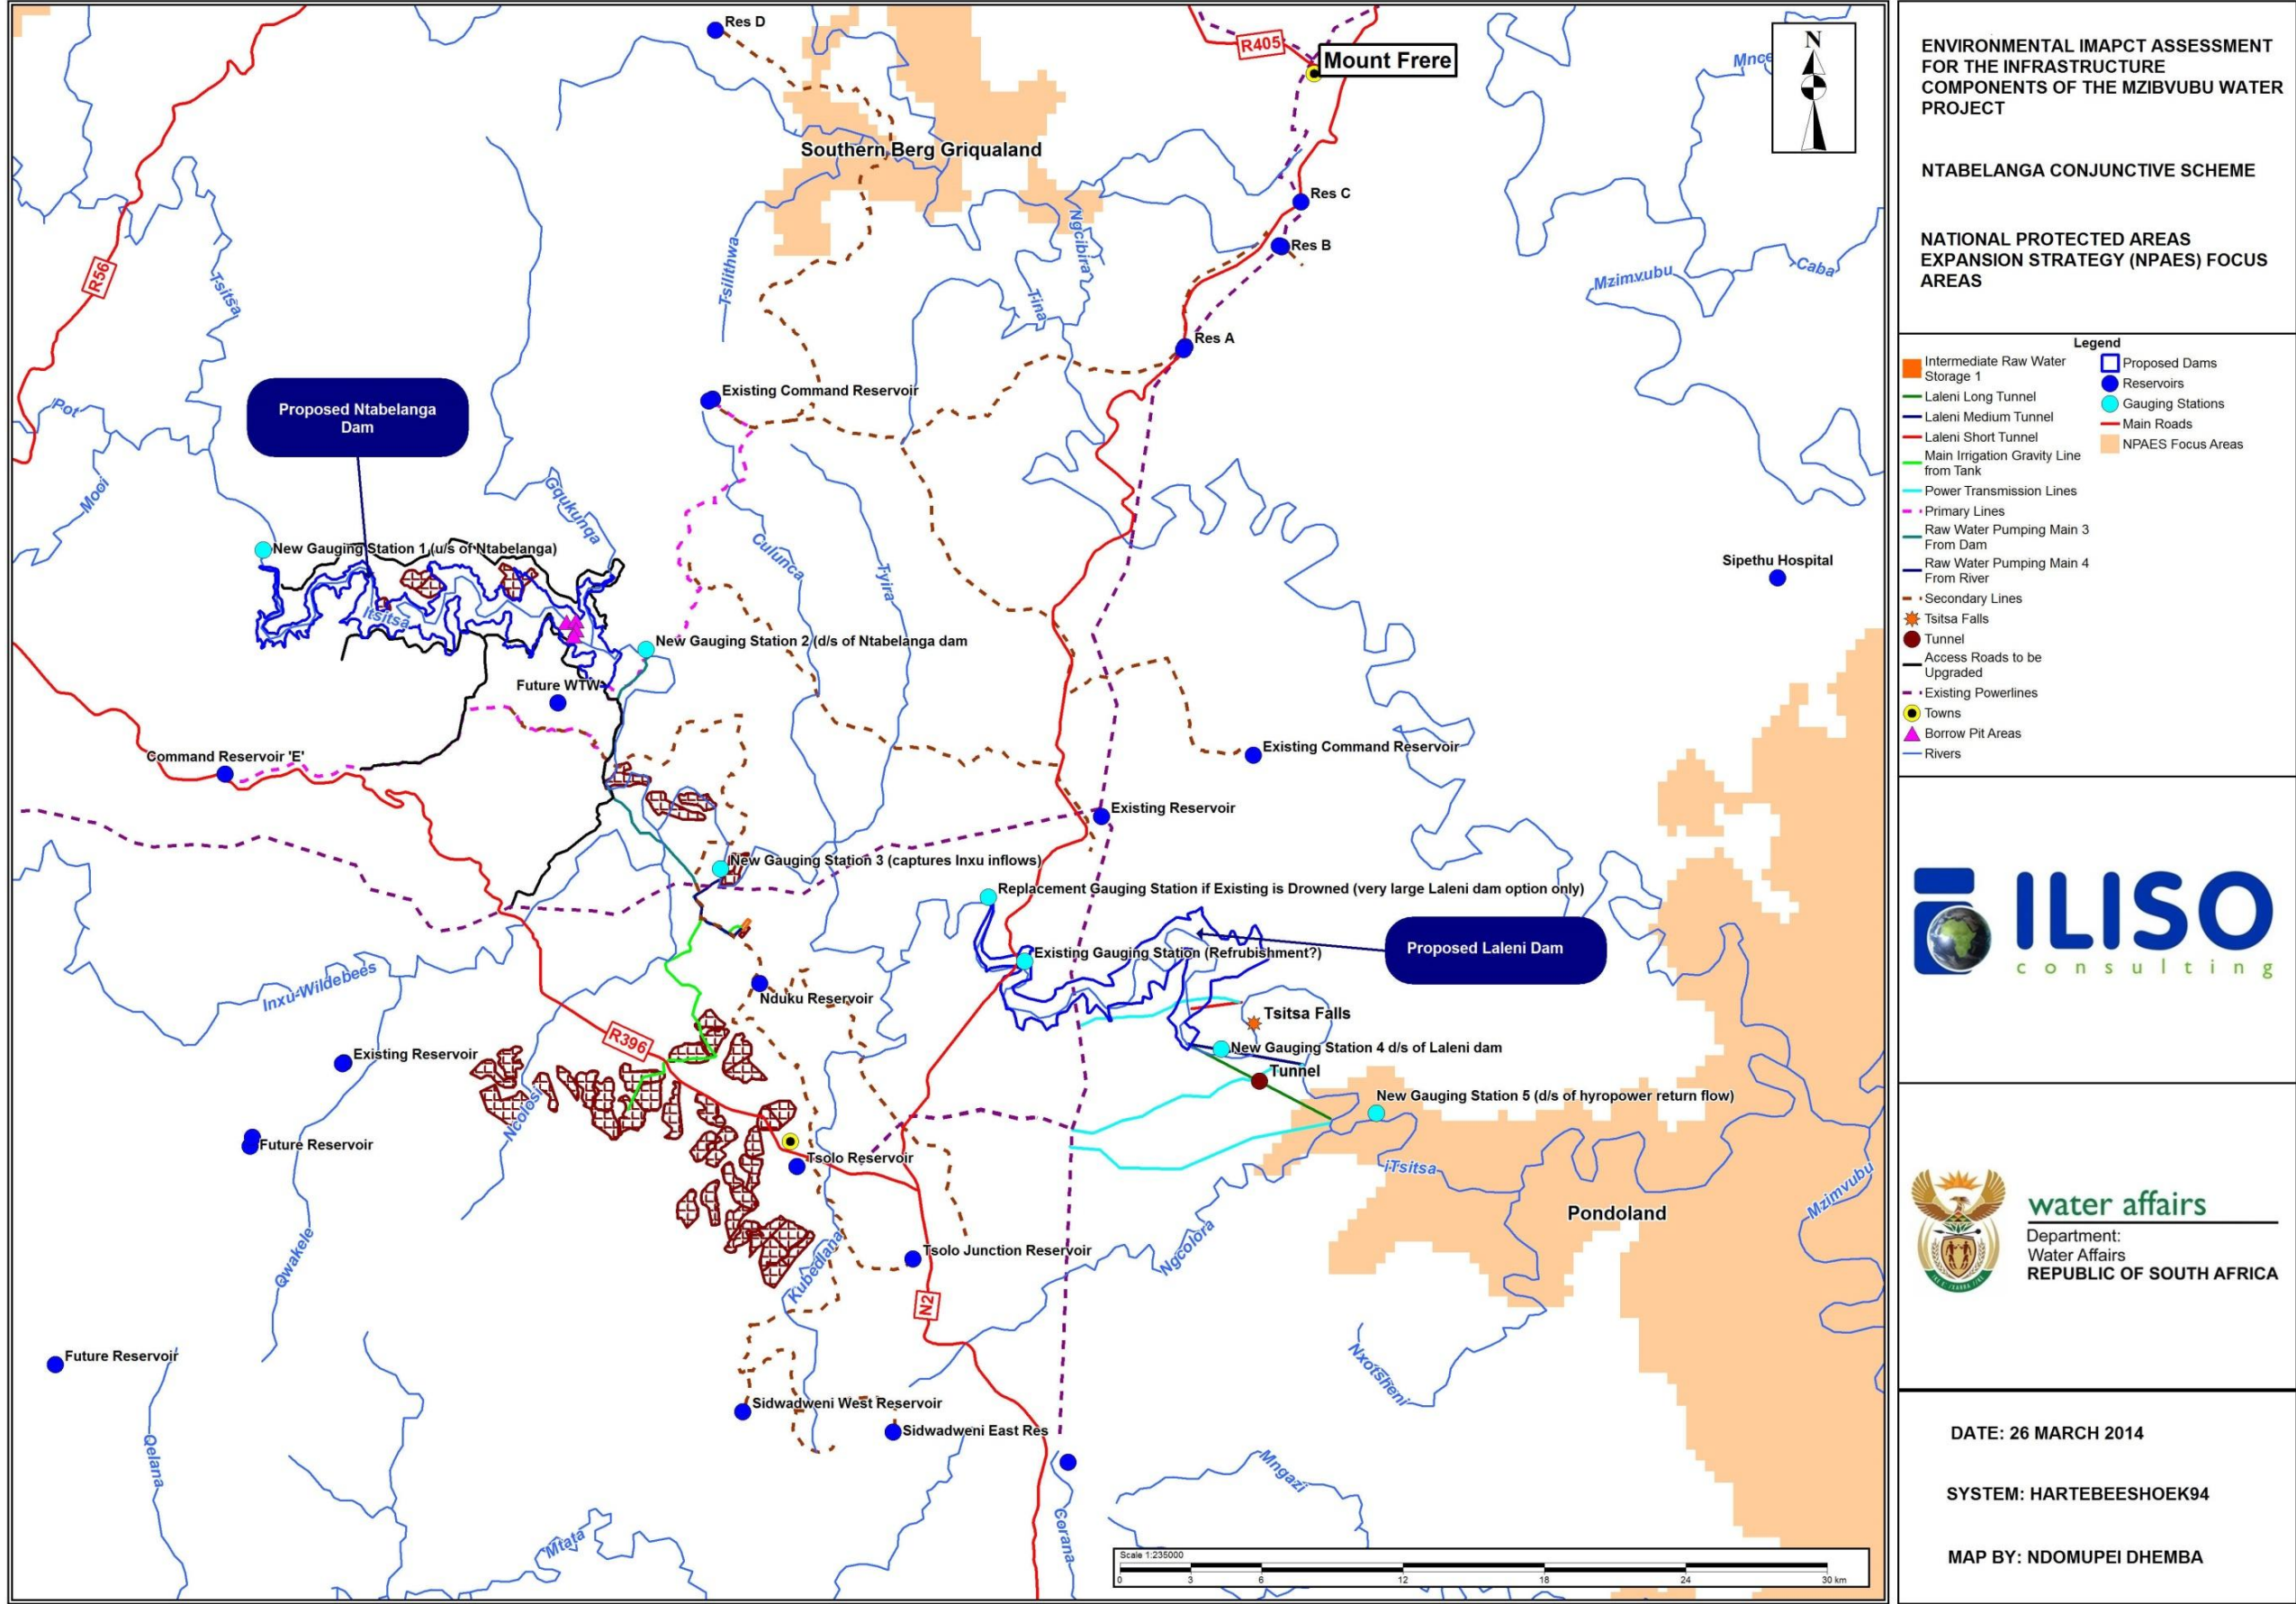 Res D
R405
Mount Frere
N
Mnce
Southern Berg Griqualand
Res C
Res B
Ngcibira
Tsilithwa
Tina
R56
Tsitsa
Mzimvubu
Caba
Res A
Existing Command Reservoir
Proposed Ntabelanga
Dam
Pot
Mooi
Gqukunqa
Culunca
Tyira
New Gauging Station 1 (u/s of Ntabelanga)
Sipethu Hospital
Itsitsa
New Gauging Station 2 (d/s of Ntabelanga dam
Future WTW
Command Reservoir 'E'
Existing Command Reservoir
Existing Reservoir
New Gauging Station 3 (captures Inxu inflows)
Replacement Gauging Station if Existing is Drowned (very large Laleni dam option only)
Proposed Laleni Dam
Existing Gauging Station (Refurbishment?)
Inxu-Wildebees
Nduku Reservoir
Tsitsa Falls
R396
New Gauging Station 4 d/s of Laleni dam
Existing Reservoir
Tunnel
New Gauging Station 5 (d/s of hyropower return flow)
Ncolosi
Future Reservoir
Tsolo Reservoir
iTsitsa
Mzimvubu
Pondoland
Qwakele
Kubedlana
Tsolo Junction Reservoir
Ngcolora
N2
Future Reservoir
Nxotsheni
Sidwadweni West Reservoir
Sidwadweni East Res
Qelana
Mngazi
Mtata
Corana
Scale 1:235000
0 3 6 12 18 24 30 km
ENVIRONMENTAL IMAPCT ASSESSMENT
FOR THE INFRASTRUCTURE
COMPONENTS OF THE MZIBVUBU WATER
PROJECT
NTABELANGA CONJUNCTIVE SCHEME
NATIONAL PROTECTED AREAS
EXPANSION STRATEGY (NPAES) FOCUS
AREAS
Legend
Intermediate Raw Water
Storage 1
Laleni Long Tunnel
Laleni Medium Tunnel
Laleni Short Tunnel
Main Irrigation Gravity Line
from Tank
Power Transmission Lines
Primary Lines
Raw Water Pumping Main 3
From Dam
Raw Water Pumping Main 4
From River
Secondary Lines
Tsitsa Falls
Tunnel
Access Roads to be
Upgraded
Existing Powerlines
Towns
Borrow Pit Areas
Rivers
Proposed Dams
Reservoirs
Gauging Stations
Main Roads
NPAES Focus Areas
ILISO
consulting
water affairs
Department:
Water Affairs
REPUBLIC OF SOUTH AFRICA
DATE: 26 MARCH 2014
SYSTEM: HARTEBEESHOEK94
MAP BY: NDOMUPEI DHEMBA